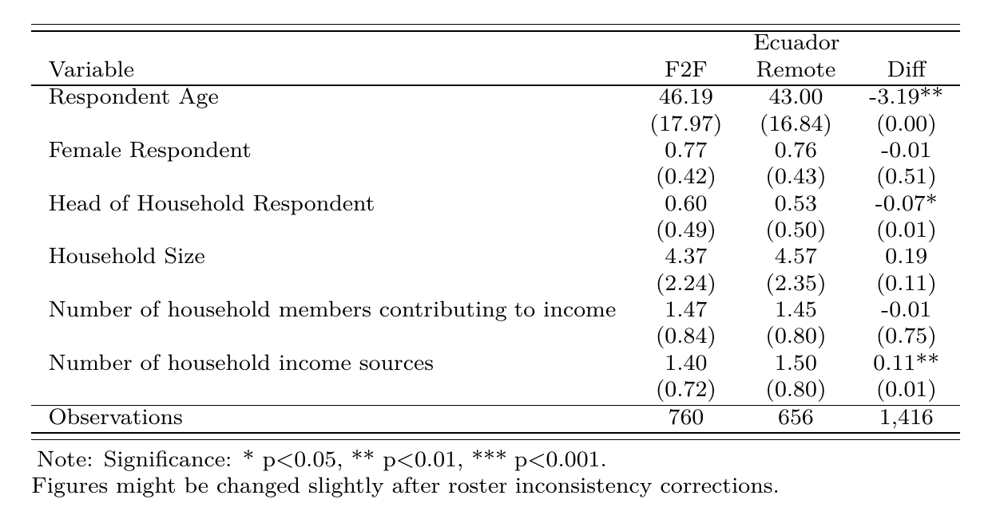 Ecuador
Variable F2F Remote Diff
Respondent Age 46.19 43.00 -3.19**
(17.97) (16.84) (0.00)
Female Respondent 0.77 0.76 -0.01
(0.42) (0.43) (0.51)
Head of Household Respondent 0.60 0.53 -0.07*
(0.49) (0.50) (0.01)
Household Size 4.37 4.57 0.19
(2.24) (2.35) (0.11)
Number of household members contributing to income 1.47 1.45 -0.01
(0.84) (0.80) (0.75)
Number of household income sources 1.40 1.50 0.11**
(0.72) (0.80) (0.01)
Observations 760 656 1,416
Note: Significance: * p<0.05, ** p<0.01, *** p<0.001.
Figures might be changed slightly after roster inconsistency corrections.